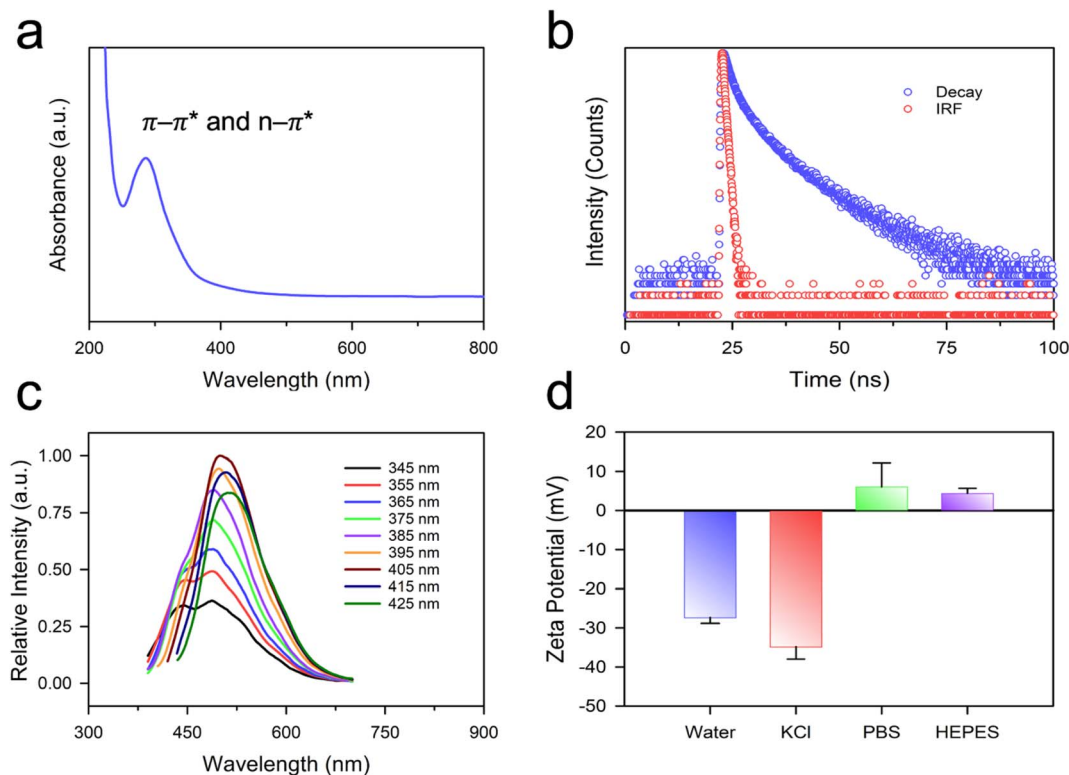 a
π–π* and n–π*
Absorbance (a.u.)
200
300
400
600
800
Wavelength (nm)
b
Decay
IRF
Intensity (Counts)
0
25
50
75
100
Time (ns)
c
1.00
0.75
0.50
0.25
0.00
Relative Intensity (a.u.)
345 nm
355 nm
365 nm
375 nm
385 nm
395 nm
405 nm
415 nm
425 nm
300
450
600
750
900
Wavelength (nm)
d
20
10
0
-10
-20
-30
-40
-50
Zeta Potential (mV)
Water
KCl
PBS
HEPES